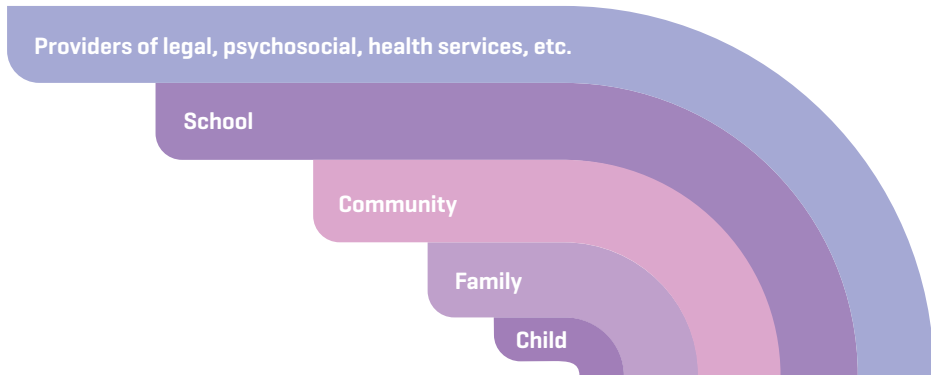 Providers of legal, psychosocial, health services, etc.
School
Community
Family
Child